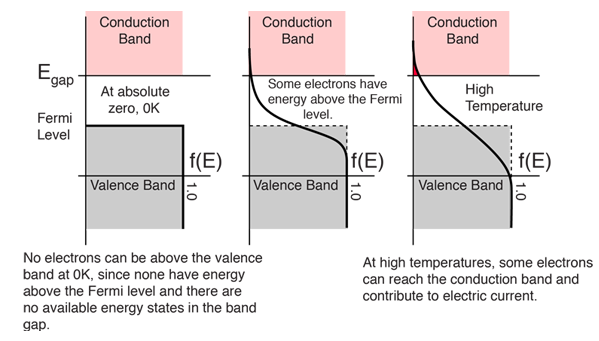 Conduction
Band
E gap
At absolute
zero, 0K
Fermi
Level
f(E)
Valence Band
1.0
No electrons can be above the valence
band at 0K, since none have energy
above the Fermi level and there are
no available energy states in the band
gap.
Conduction
Band
Some electrons have
energy above the Fermi
level.
f(E)
Valence Band
1.0
Conduction
Band
High
Temperature
f(E)
Valence Band
1.0
At high temperatures, some electrons
can reach the conduction band and
contribute to electric current.